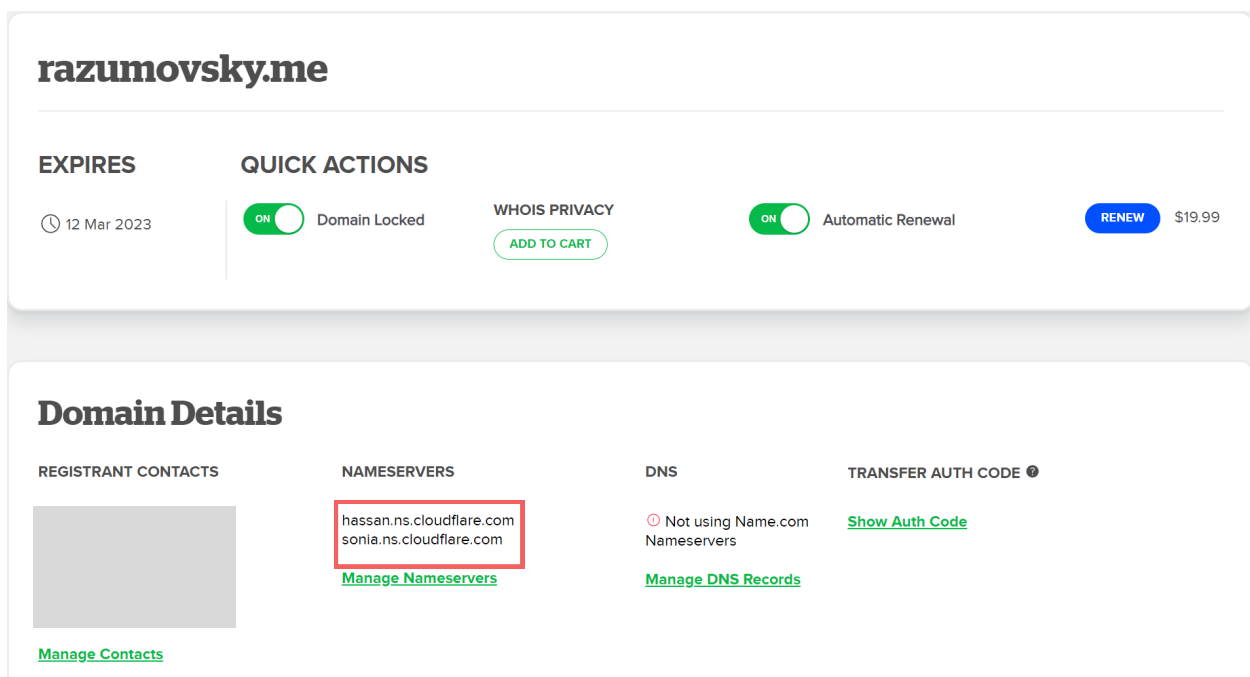 razumovsky.me
EXPIRES
12 Mar 2023
QUICK ACTIONS
ON
Domain Locked
WHOIS PRIVACY
ADD TO CART
ON
Automatic Renewal
RENEW
$19.99
Domain Details
REGISTRANT CONTACTS
Manage Contacts
NAMESERVERS
hassan.ns.cloudflare.com
sonia.ns.cloudflare.com
Manage Nameservers
DNS
Not using Name.com
Nameservers
Manage DNS Records
TRANSFER AUTH CODE ?
Show Auth Code